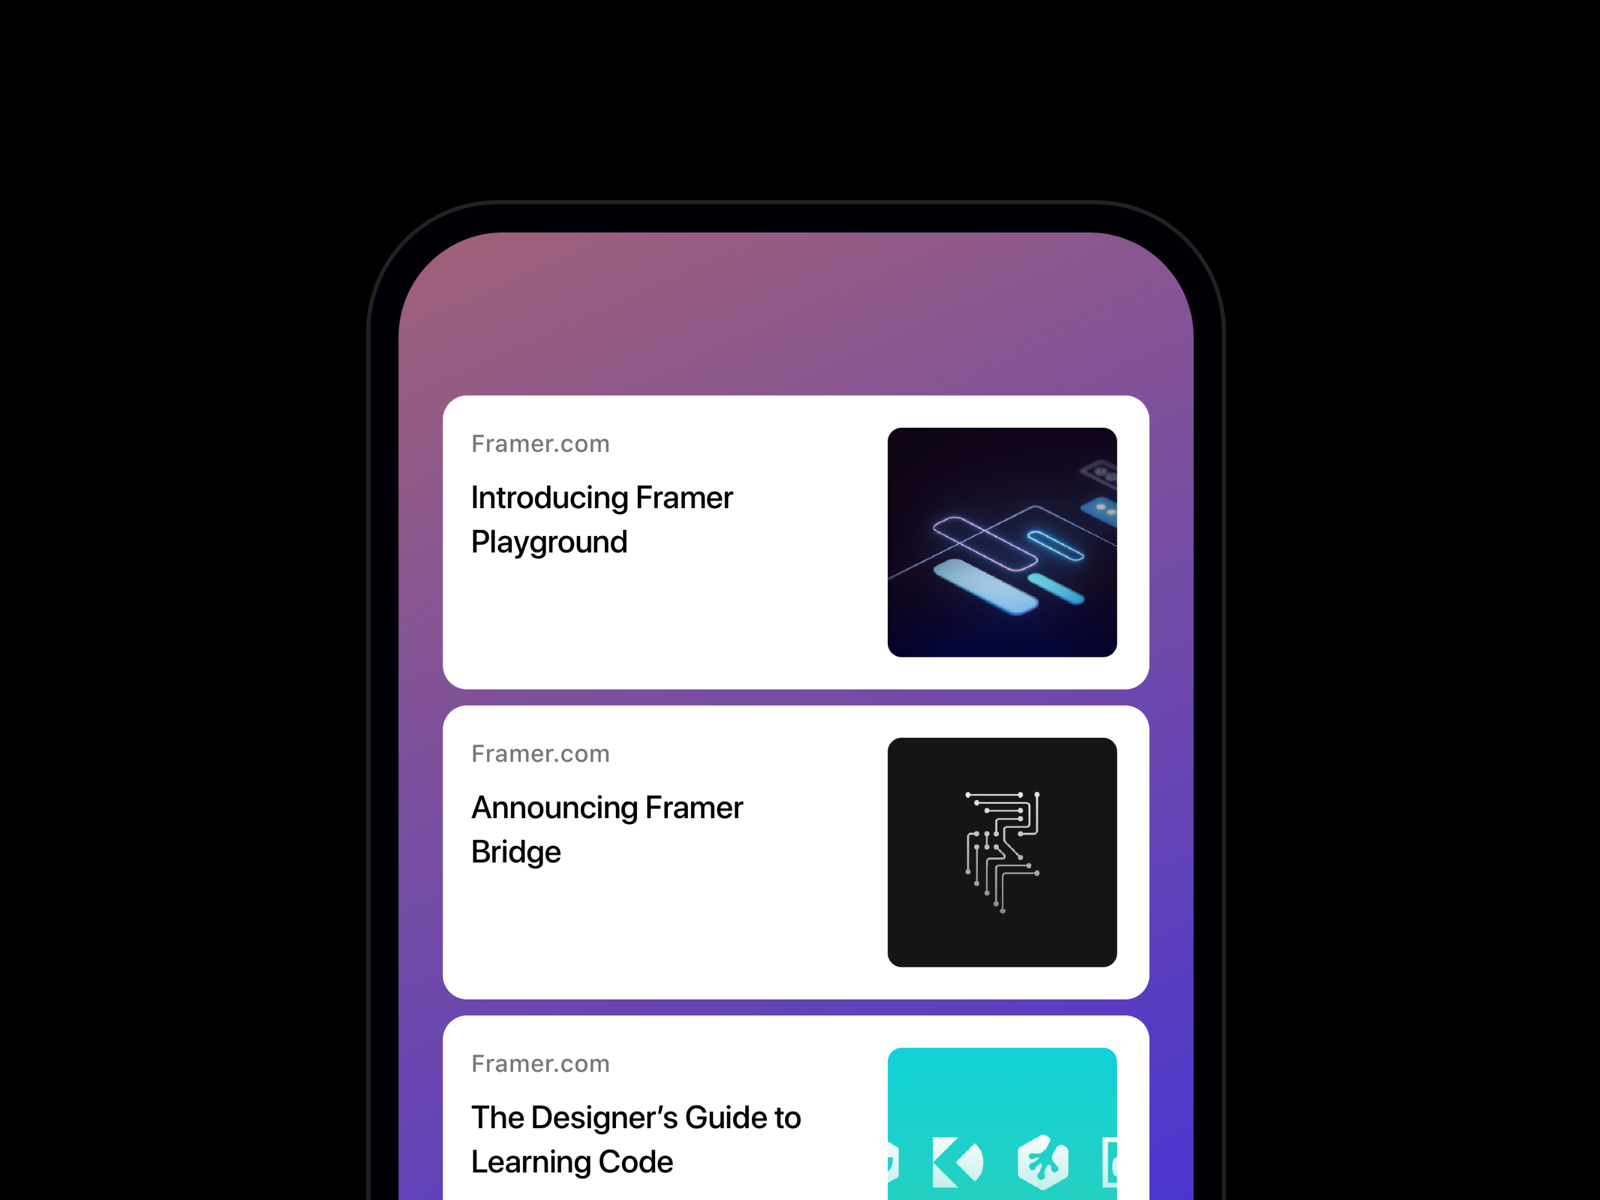 Framer.com
Introducing Framer
Playground
Framer.com
Announcing Framer
Bridge
Framer.com
The Designer’s Guide to
Learning Code